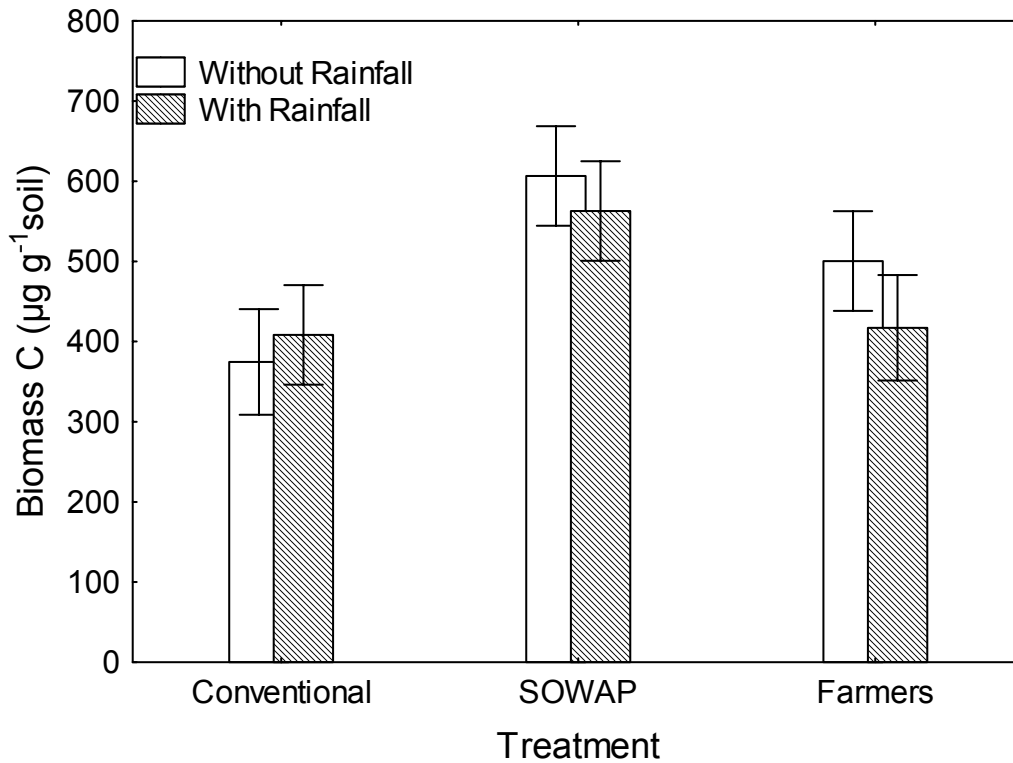 800
700
600
500
400
300
200
100
0
Biomass C (µg g⁻¹soil)
Without Rainfall
With Rainfall
Conventional SOWAP Farmers
Treatment